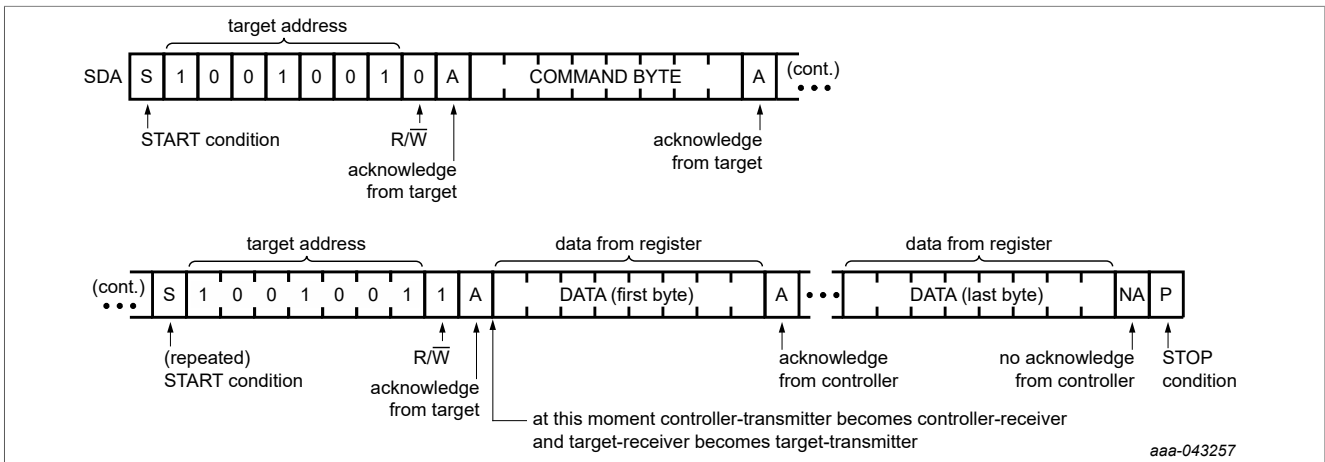 target address
SDA S 1 0 0 1 0 0 1 0 A COMMAND BYTE A (cont.)
START condition R/W̅ acknowledge
acknowledge from target
from target
target address data from register data from register
(cont.) S 1 0 0 1 0 0 1 1 A DATA (first byte) A DATA (last byte) NA P
(repeated) R/W̅ acknowledge no acknowledge STOP
START condition acknowledge from controller from controller condition
from target
at this moment controller-transmitter becomes controller-receiver
and target-receiver becomes target-transmitter
aaa-043257